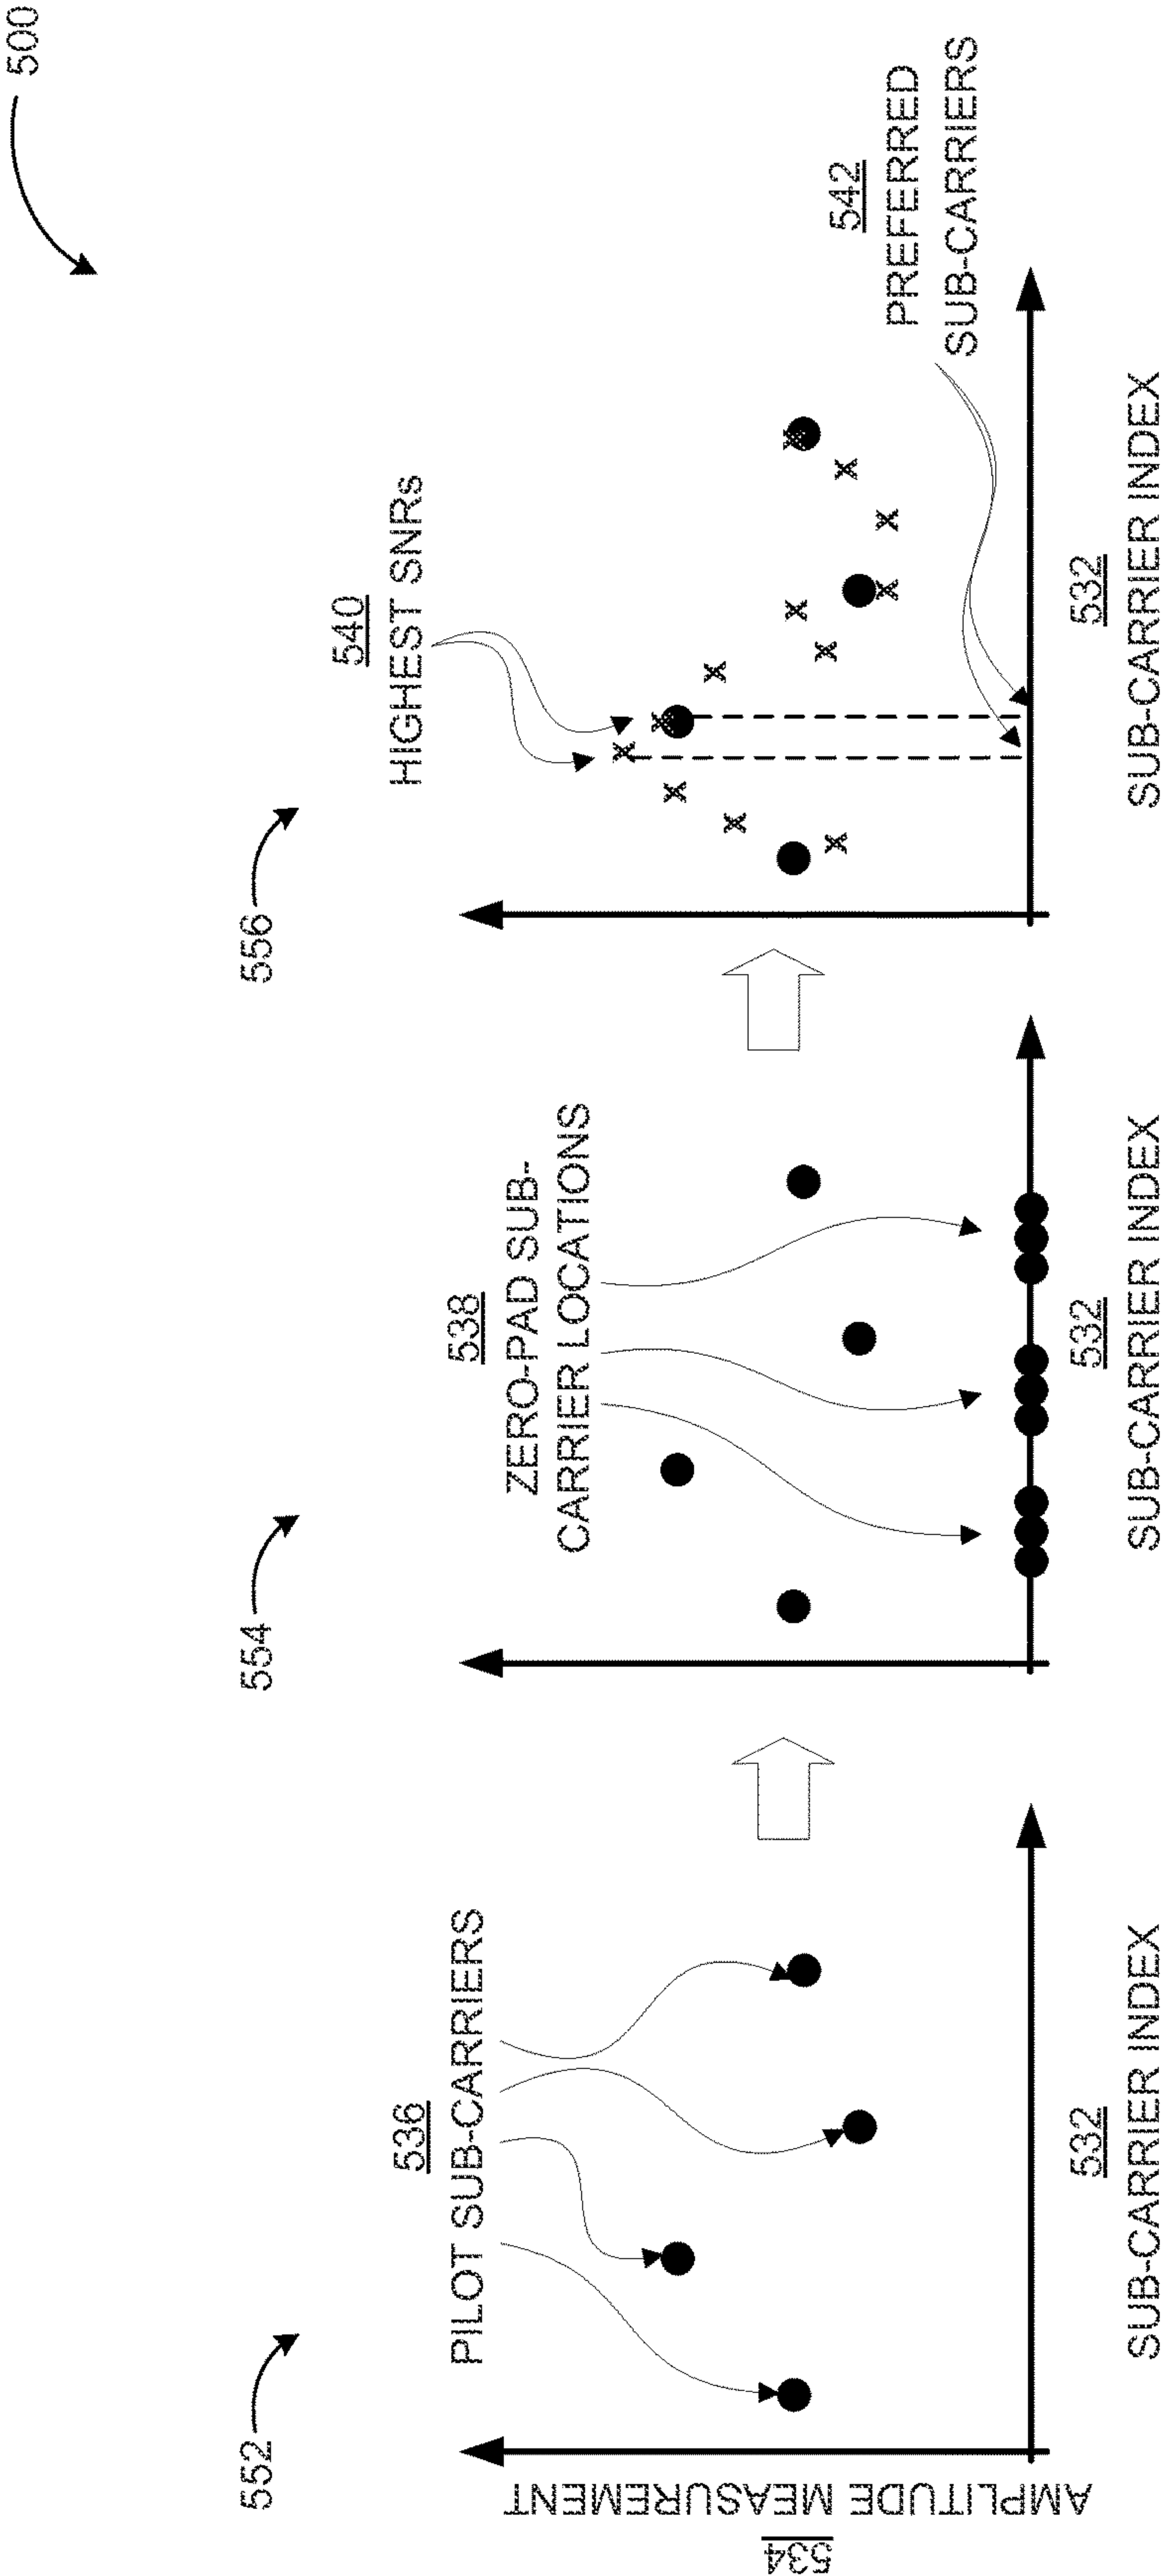 500
552
554
556
536
PILOT SUB-CARRIERS
538
ZERO-PAD SUB-
CARRIER LOCATIONS
540
HIGHEST SNRs
542
PREFERRED
SUB-CARRIERS
534
AMPLITUDE MEASUREMENT
532
SUB-CARRIER INDEX
532
SUB-CARRIER INDEX
532
SUB-CARRIER INDEX